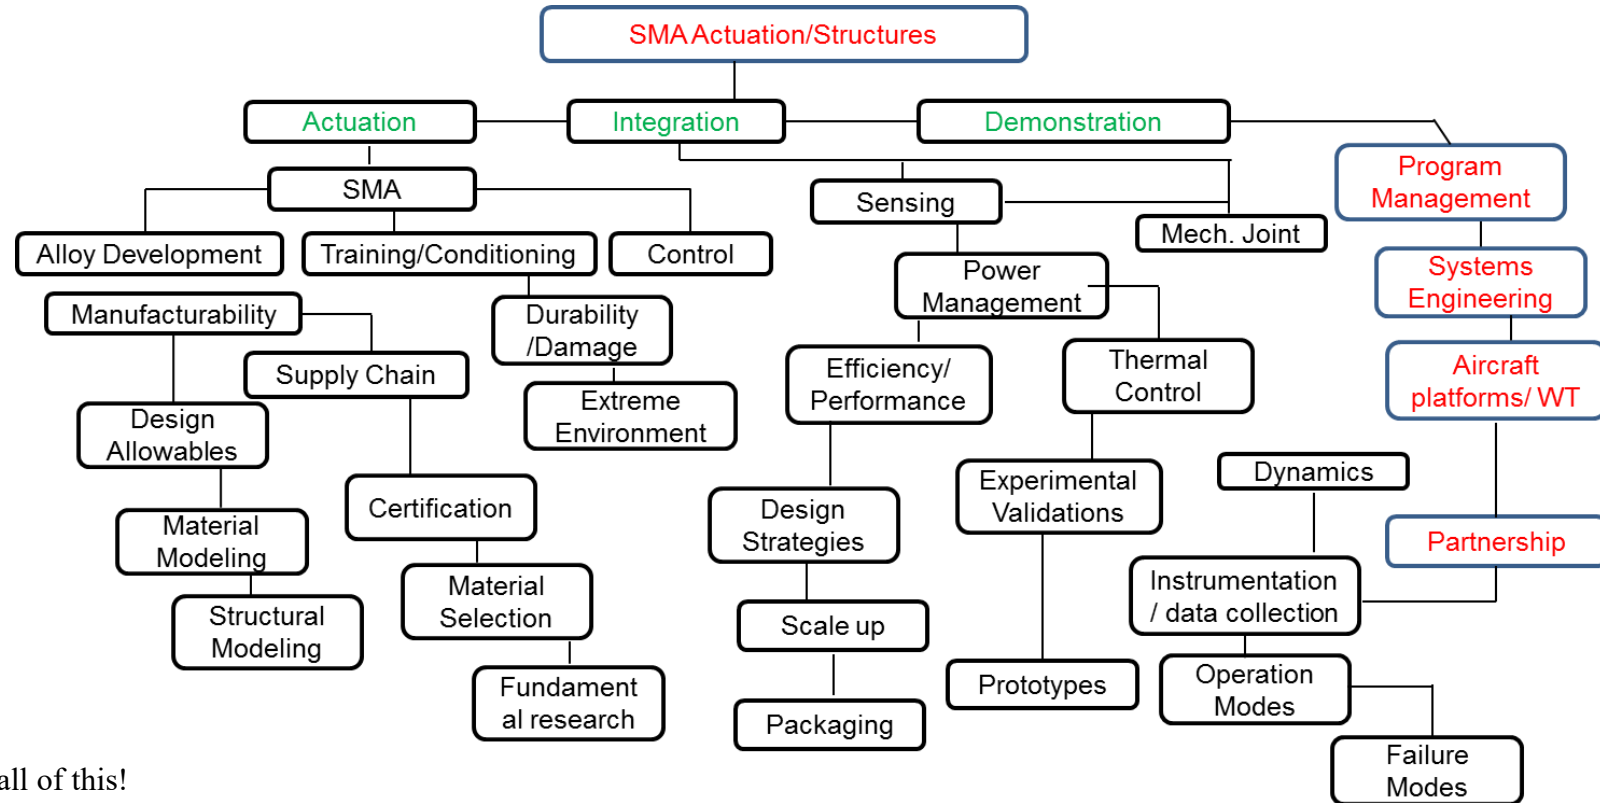 SMA Actuation/Structures
Actuation
Integration
Demonstration
Program
Management
SMA
Sensing
Mech. Joint
Alloy Development
Training/Conditioning
Control
Power
Management
Systems
Engineering
Manufacturability
Durability
/Damage
Supply Chain
Efficiency/
Performance
Thermal
Control
Aircraft
platforms/ WT
Design
Allowables
Extreme
Environment
Dynamics
Certification
Design
Strategies
Experimental
Validations
Material
Modeling
Partnership
Material
Selection
Instrumentation
/ data collection
Structural
Modeling
Scale up
Fundament
al research
Prototypes
Operation
Modes
Packaging
Failure
Modes
all of this!